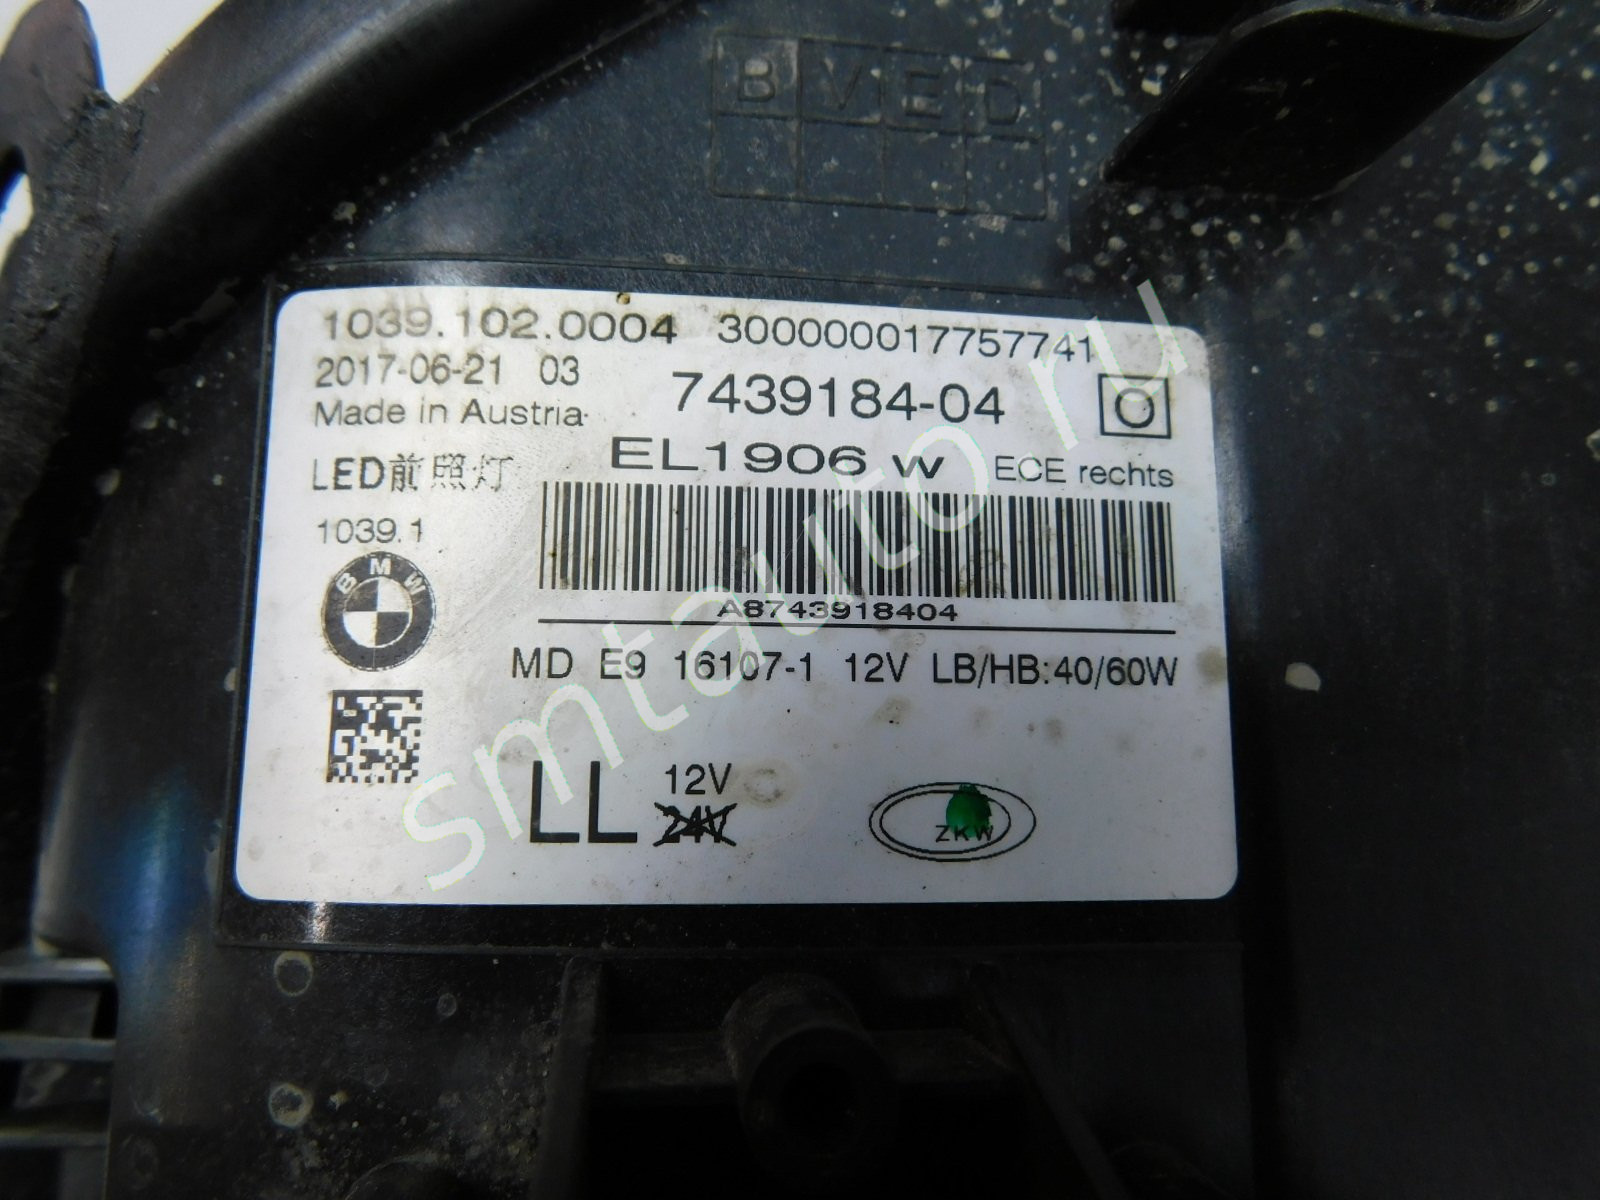 B V E D
1039.102.0004 300000017757741
2017-06-21 03
7439184-04 O
Made in Austria
EL1906 W ECE rechts
LED前照灯
1039.1
BMW
A8743918404
MD E9 16107-1 12V LB/HB:40/60W
LL 12V
24V
ZKW
smtauto.ru